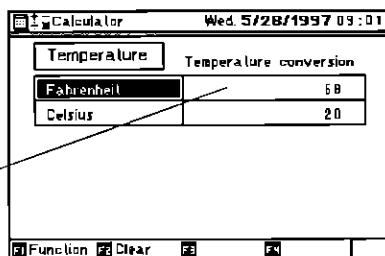 Calculator Wed. 5/28/1997 09:01
Temperature
Temperature conversion
Fahrenheit 68
Celsius 20
F1 Function F2 Clear F3 F4